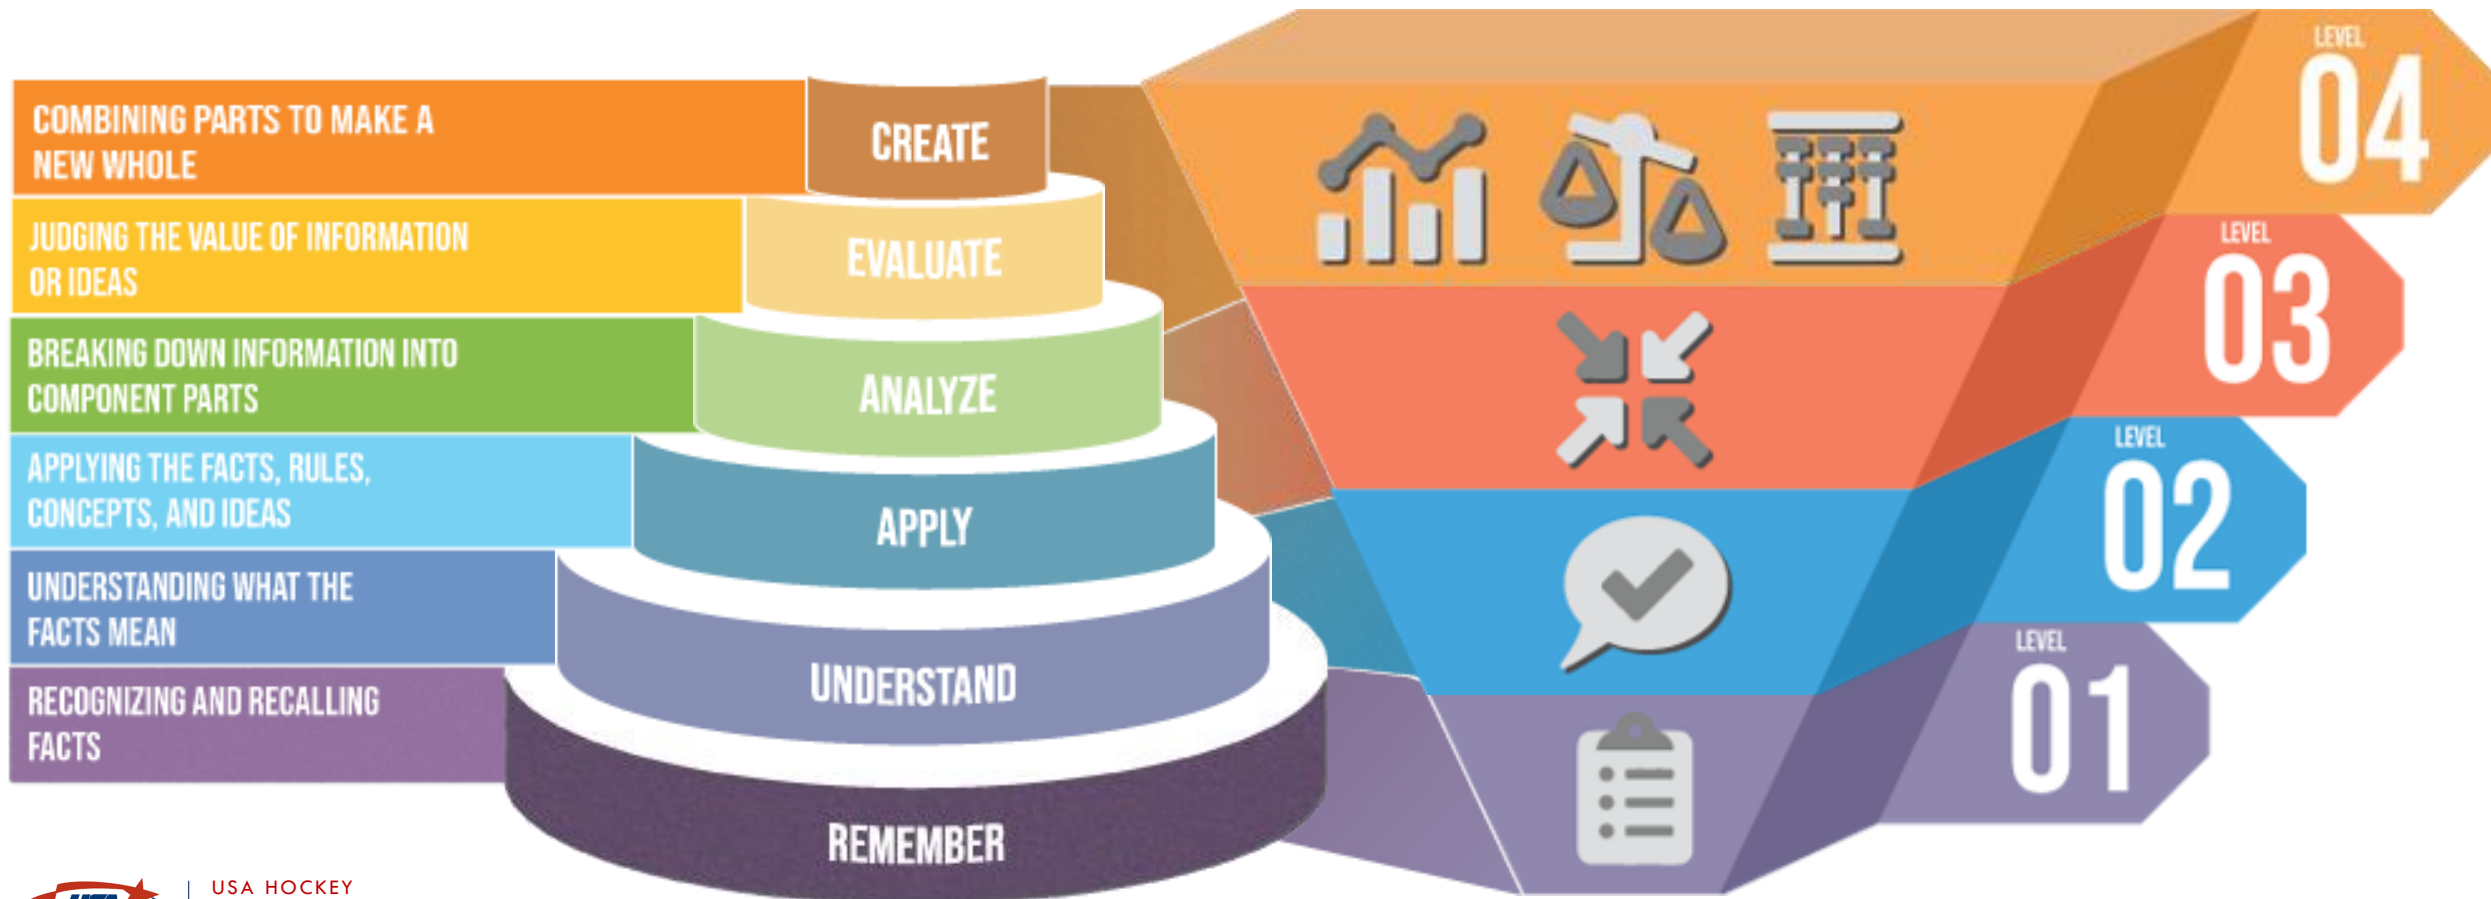 COMBINING PARTS TO MAKE A
NEW WHOLE
CREATE
JUDGING THE VALUE OF INFORMATION
OR IDEAS
EVALUATE
BREAKING DOWN INFORMATION INTO
COMPONENT PARTS
ANALYZE
APPLYING THE FACTS, RULES,
CONCEPTS, AND IDEAS
APPLY
UNDERSTANDING WHAT THE
FACTS MEAN
UNDERSTAND
RECOGNIZING AND RECALLING
FACTS
REMEMBER
LEVEL
04
LEVEL
03
LEVEL
02
LEVEL
01
USA HOCKEY